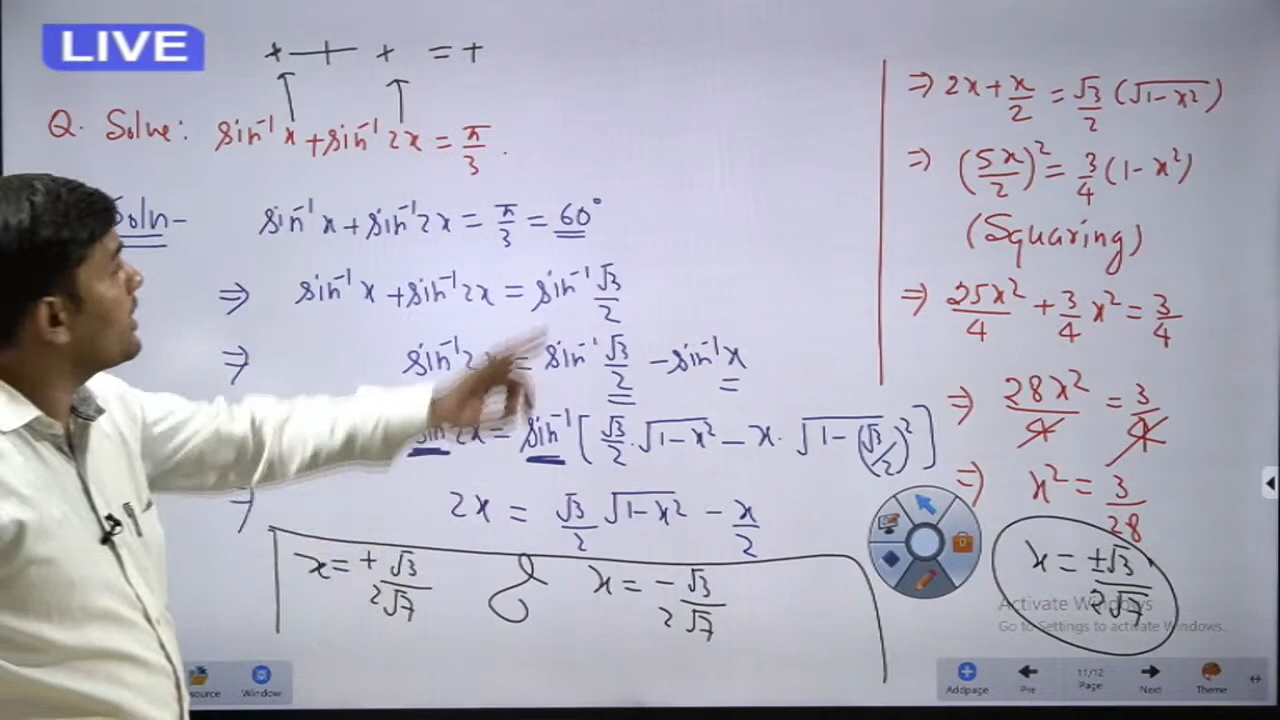 LIVE
+ — + + = +
Q. Solve: sin⁻¹x + sin⁻¹2x = π/3.
Soln-
sin⁻¹x + sin⁻¹2x = π/3 = 60°
⇒ sin⁻¹x + sin⁻¹2x = sin⁻¹ √3/2
⇒ sin⁻¹2x = sin⁻¹ √3/2 - sin⁻¹x
sin⁻¹2x = sin⁻¹ [√3/2 · √1-x² - x · √1-(√3/2)²]
⇒ 2x = √3/2 √1-x² - x/2
x = +√3/2√7 & x = -√3/2√7
⇒ 2x + x/2 = √3/2 (√1-x²)
⇒ (5x/2)² = 3/4 (1-x²)
(Squaring)
⇒ 25x²/4 + 3/4 x² = 3/4
⇒ 28x²/4 = 3/4
⇒ x² = 3/28
x = ±√3/2√7
Activate Windows
Go to Settings to activate Windows.
source Window
Addpage Pre 11/12 Page Next Theme